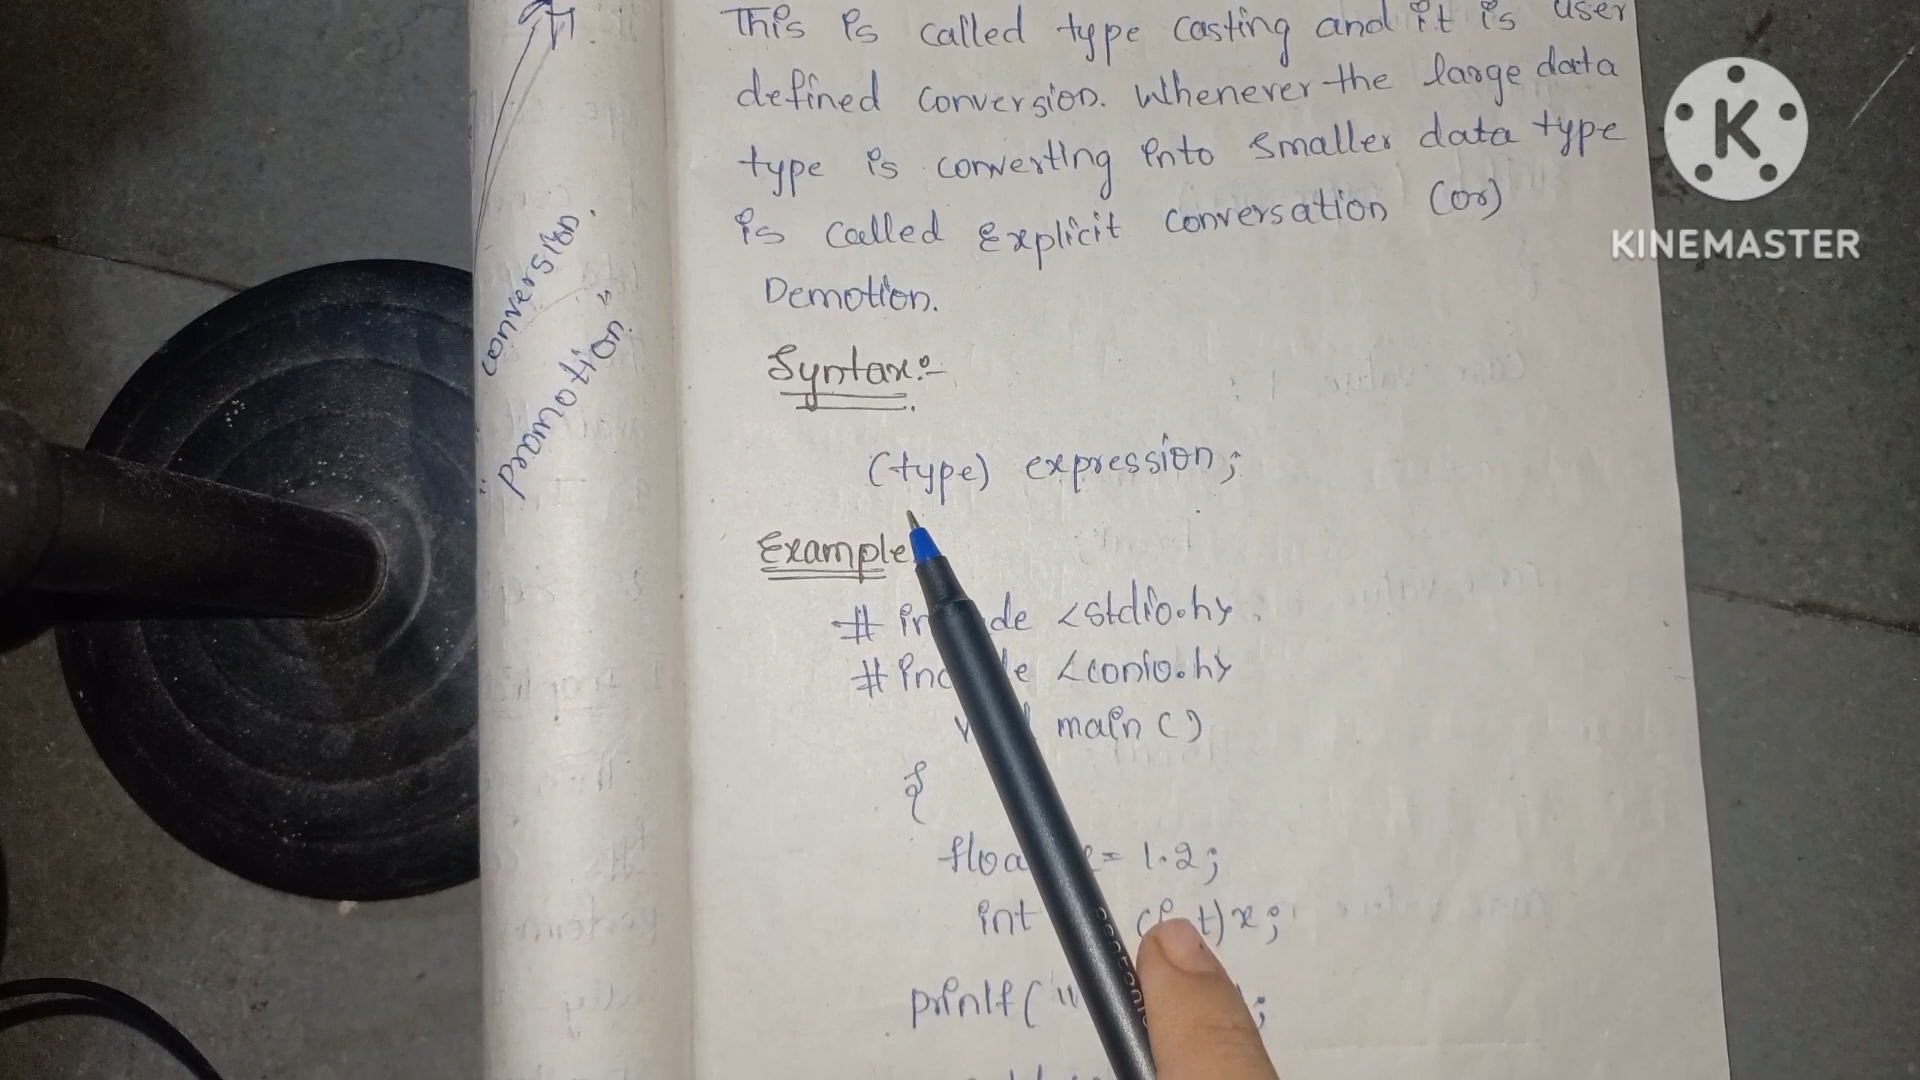 This is called type casting and it is user
defined conversion. Whenever the large data
type is converting into smaller data type
is called explicit conversation (or)
Demotion.
Syntax:-
(type) expression;
Example
# de <stdio.h>
# <conio.h>
main ()
{
= 1.2;
int x;
printf( "
conversion.
"promotion"
K
KINEMASTER